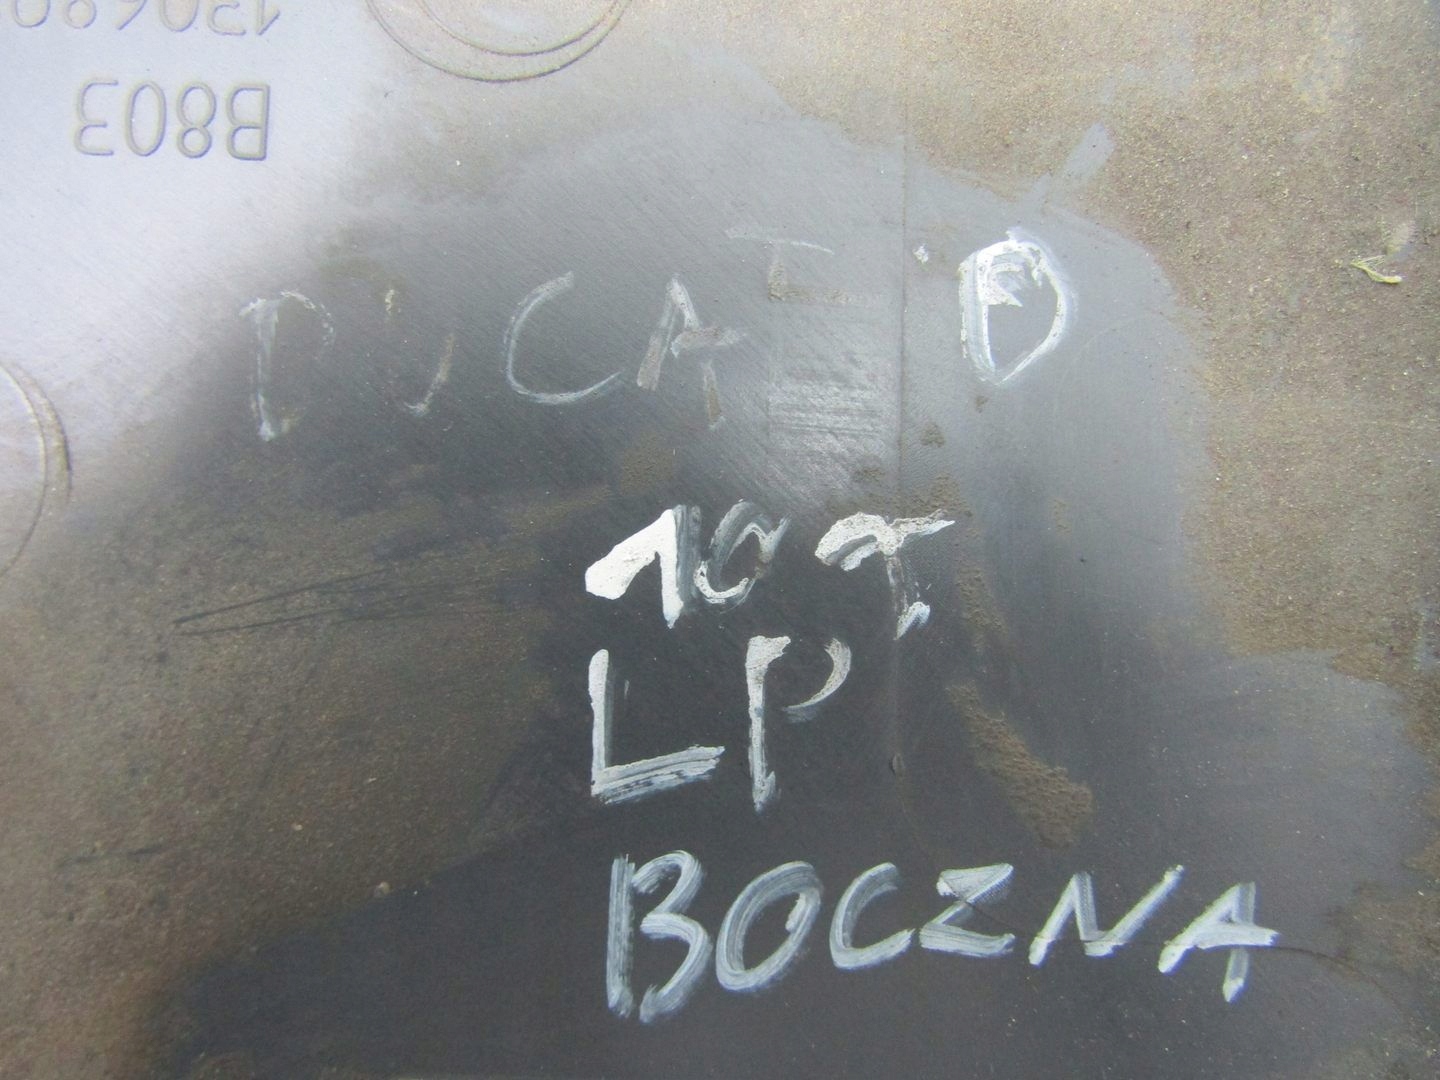 B803
DUCATO
10 T
LP
BOCZNA